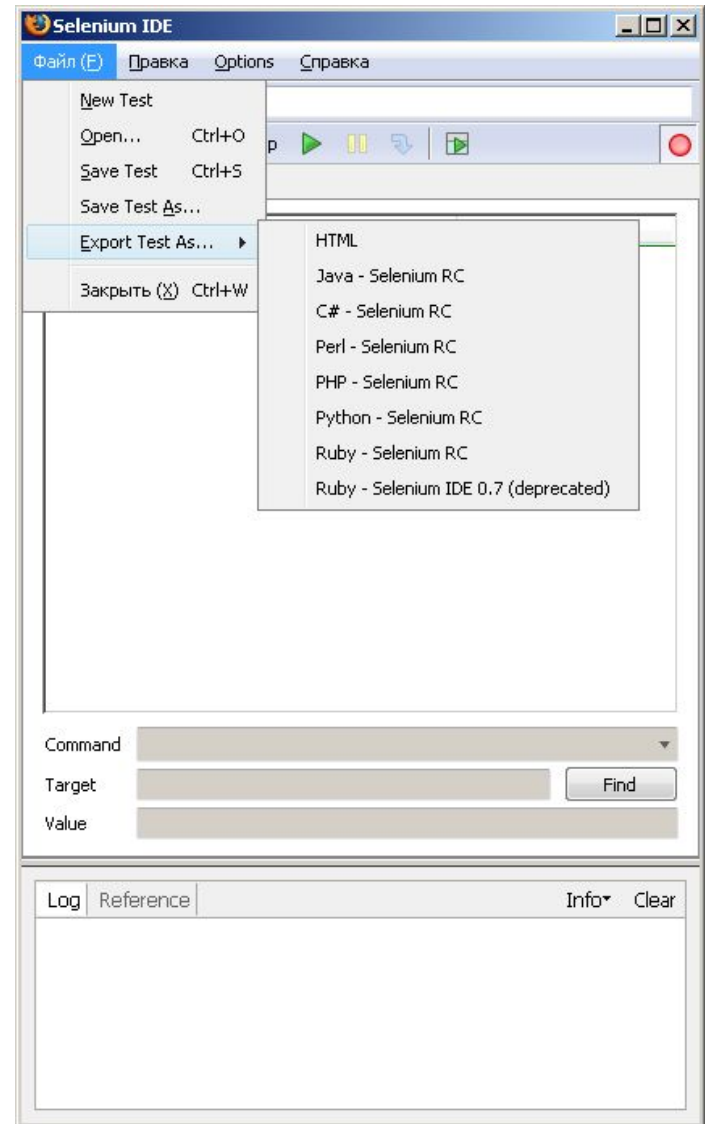 Selenium IDE
Файл (F) Правка Options Справка
New Test
Open... Ctrl+O
р
Save Test Ctrl+S
Save Test As...
Export Test As...
HTML
Java - Selenium RC
Закрыть (X) Ctrl+W
C# - Selenium RC
Perl - Selenium RC
PHP - Selenium RC
Python - Selenium RC
Ruby - Selenium RC
Ruby - Selenium IDE 0.7 (deprecated)
Command
Target Find
Value
Log Reference Info Clear